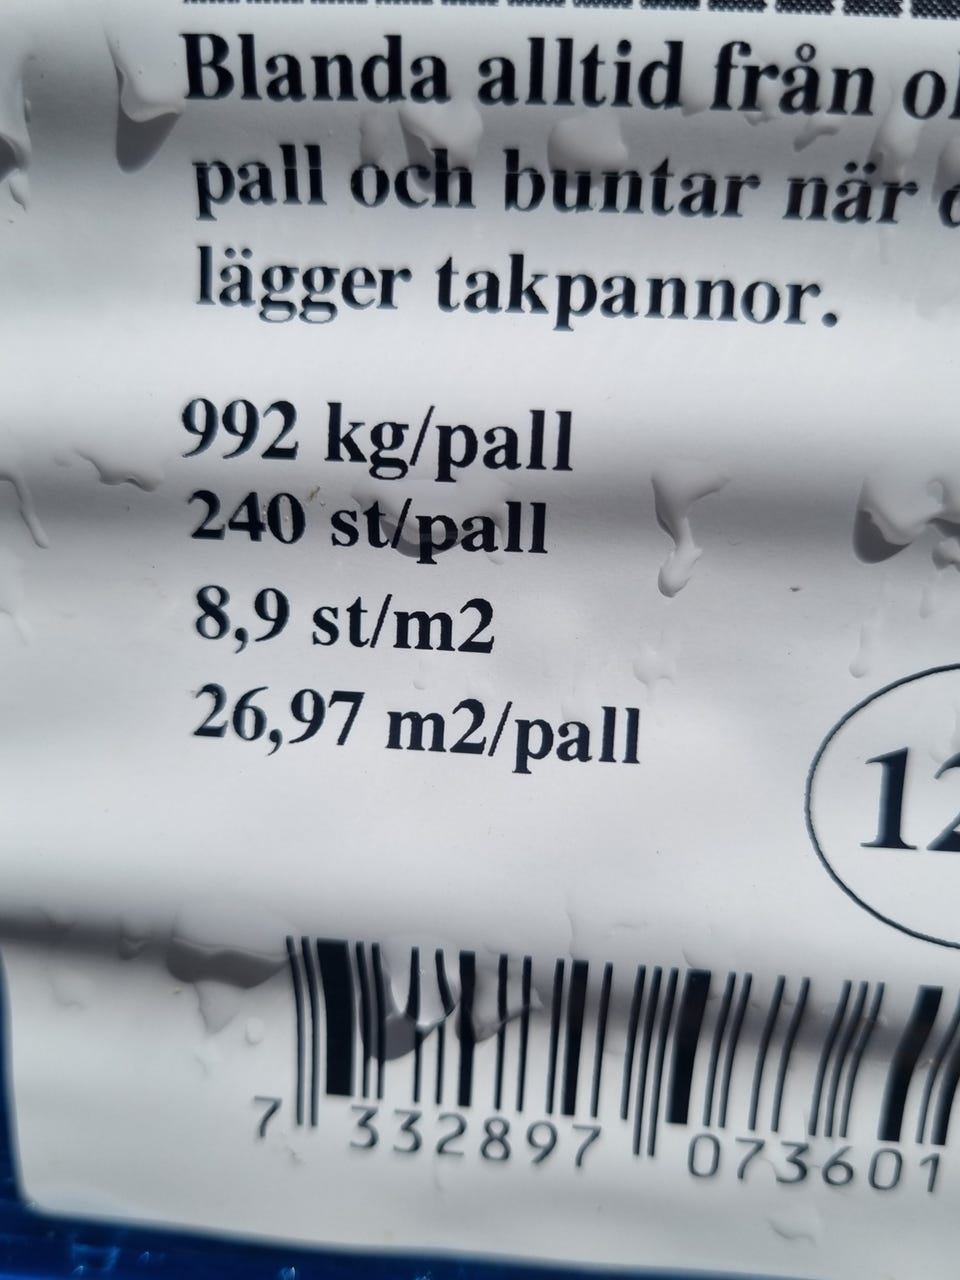 Blanda alltid från
pall och buntar när
lägger takpannor.
992 kg/pall
240 st/pall
8,9 st/m2
26,97 m2/pall
12
7 332897 073601